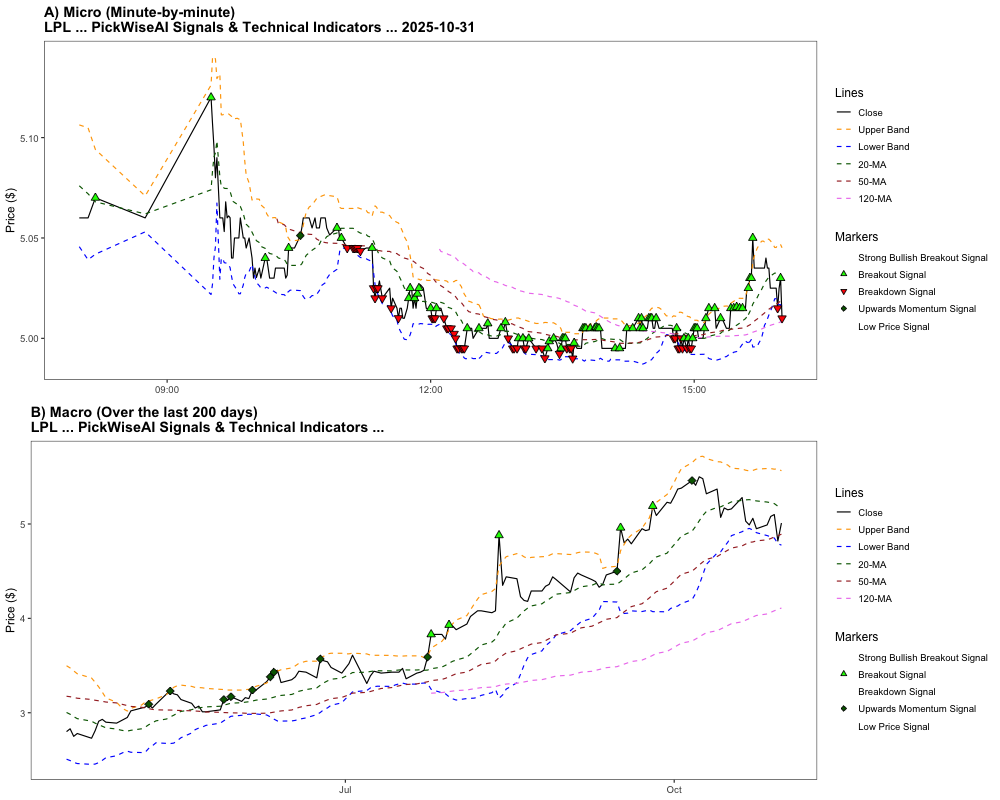 A) Micro (Minute-by-minute)
LPL ... PickWiseAI Signals & Technical Indicators ... 2025-10-31
Price ($)
5.10
5.05
5.00
09:00
12:00
15:00
Lines
Close
Upper Band
Lower Band
20-MA
50-MA
120-MA
Markers
Strong Bullish Breakout Signal
Breakout Signal
Breakdown Signal
Upwards Momentum Signal
Low Price Signal
B) Macro (Over the last 200 days)
LPL ... PickWiseAI Signals & Technical Indicators ...
Price ($)
5
4
3
Jul
Oct
Lines
Close
Upper Band
Lower Band
20-MA
50-MA
120-MA
Markers
Strong Bullish Breakout Signal
Breakout Signal
Breakdown Signal
Upwards Momentum Signal
Low Price Signal